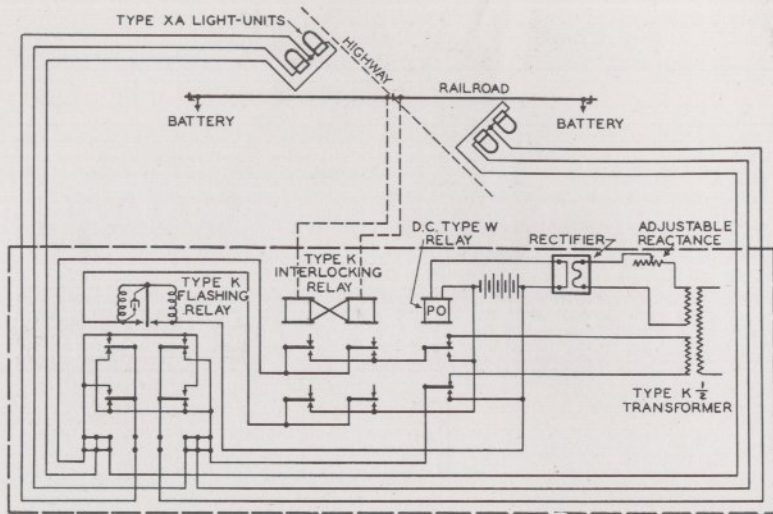 TYPE XA LIGHT-UNITS
HIGHWAY
RAILROAD
BATTERY
BATTERY
D.C. TYPE W
RELAY
RECTIFIER
ADJUSTABLE
REACTANCE
TYPE K
INTERLOCKING
RELAY
TYPE K
FLASHING
RELAY
PO
TYPE K ½
TRANSFORMER